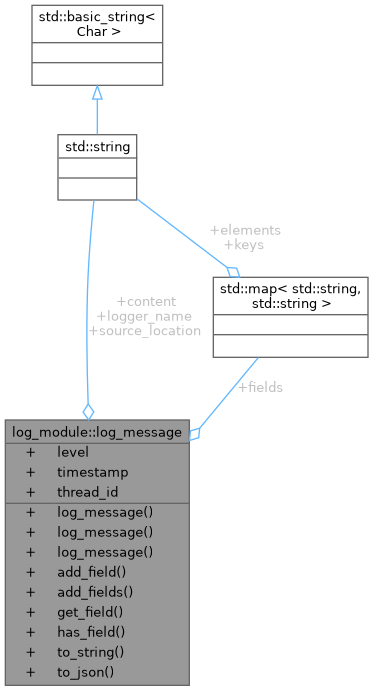 std::basic_string<
Char >
std::string
+elements
+keys
std::map< std::string,
std::string >
+content
+logger_name
+source_location
+fields
log_module::log_message
+ level
+ timestamp
+ thread_id
+ log_message()
+ log_message()
+ log_message()
+ add_field()
+ add_fields()
+ get_field()
+ has_field()
+ to_string()
+ to_json()